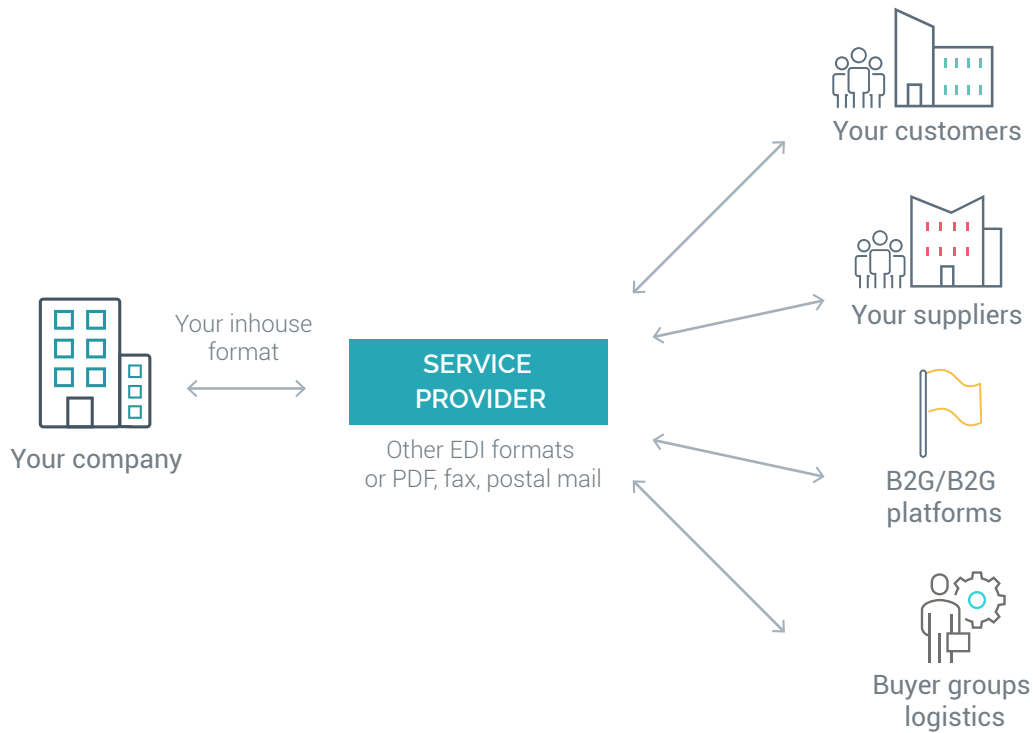 Your customers
Your suppliers
Your inhouse
format
SERVICE
PROVIDER
Your company
Other EDI formats
or PDF, fax, postal mail
B2G/B2G
platforms
Buyer groups
logistics